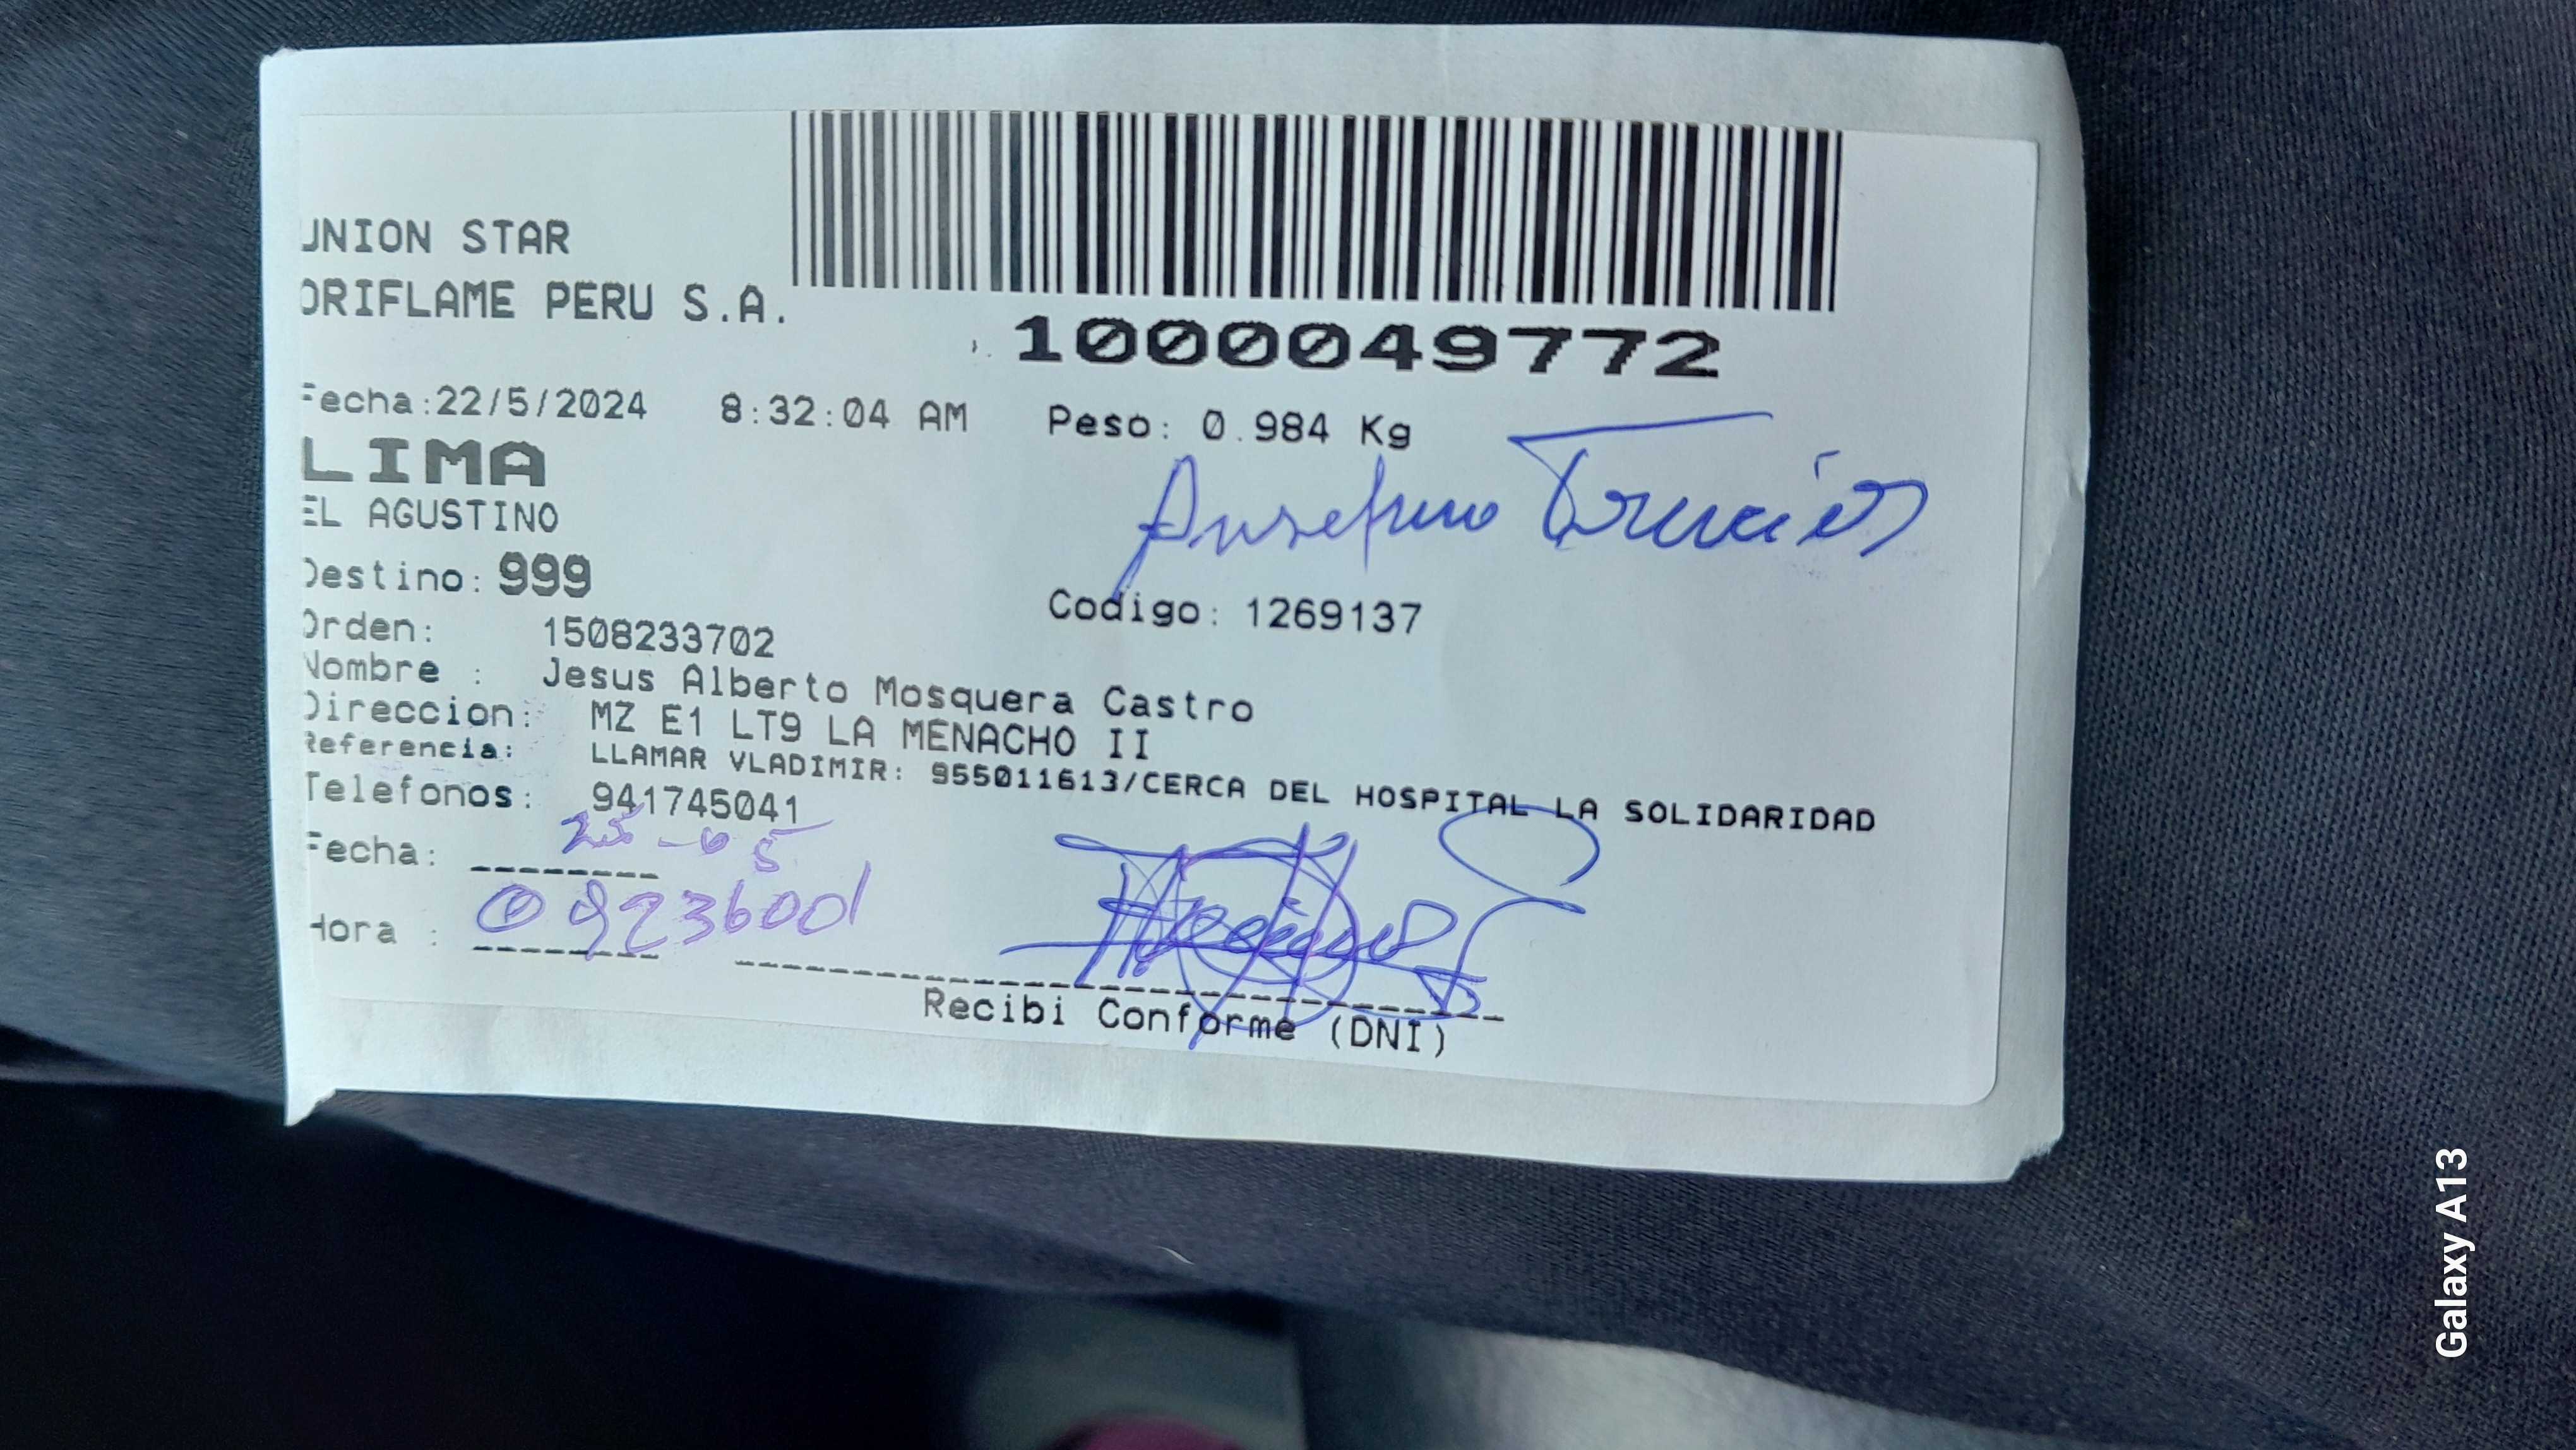 UNION STAR
ORIFLAME PERU S.A.
1000049772
Fecha:22/5/2024 8:32:04 AM Peso: 0.984 Kg
LIMA
EL AGUSTINO
Destino: 999
Orden: 1508233702 Codigo: 1269137
Nombre : Jesus Alberto Mosquera Castro
Direccion: MZ E1 LT9 LA MENACHO II
Referencia: LLAMAR VLADIMIR: 955011613/CERCA DEL HOSPITAL LA SOLIDARIDAD
Telefonos: 941745041
Fecha: 25-05
Hora :
Recibi Conforme (DNI)
Galaxy A13